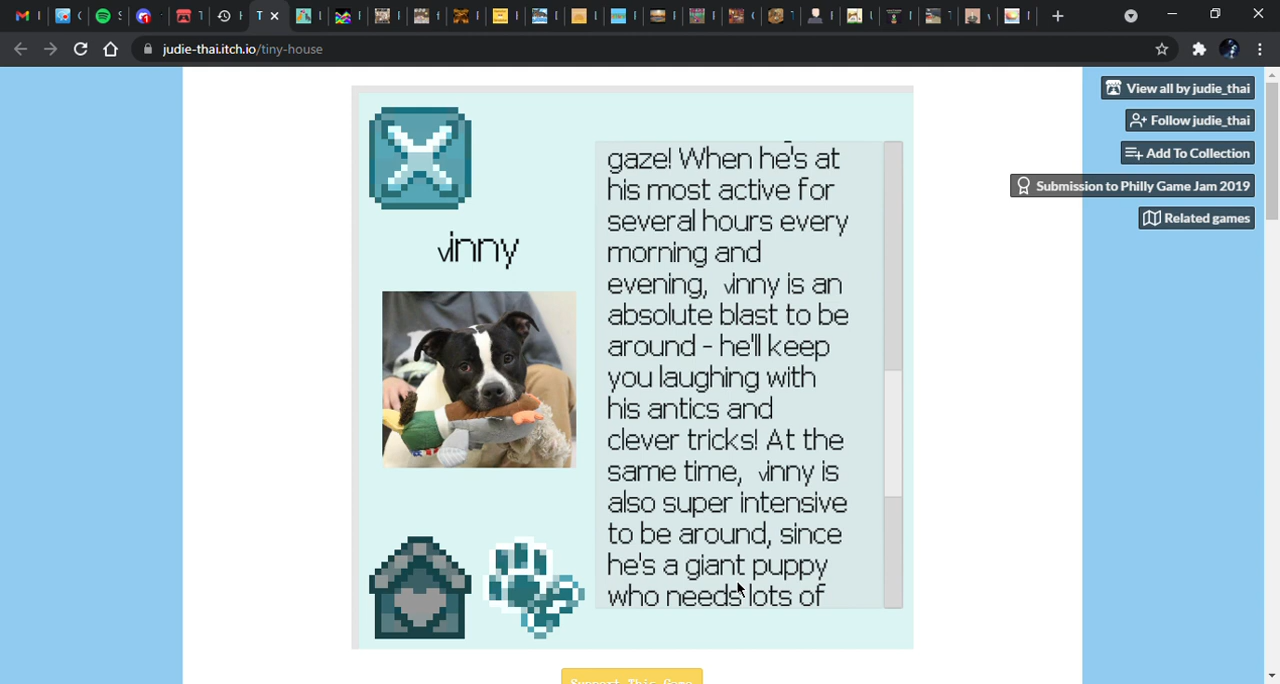 judie-thai.itch.io/tiny-house
View all by judie_thai
Follow judie_thai
Add To Collection
Submission to Philly Game Jam 2019
Related games
vinny
gaze! When he's at
his most active for
several hours every
morning and
evening, vinny is an
absolute blast to be
around - he'll keep
you laughing with
his antics and
clever tricks! At the
same time, vinny is
also super intensive
to be around, since
he's a giant puppy
who needs lots of
Support This Game